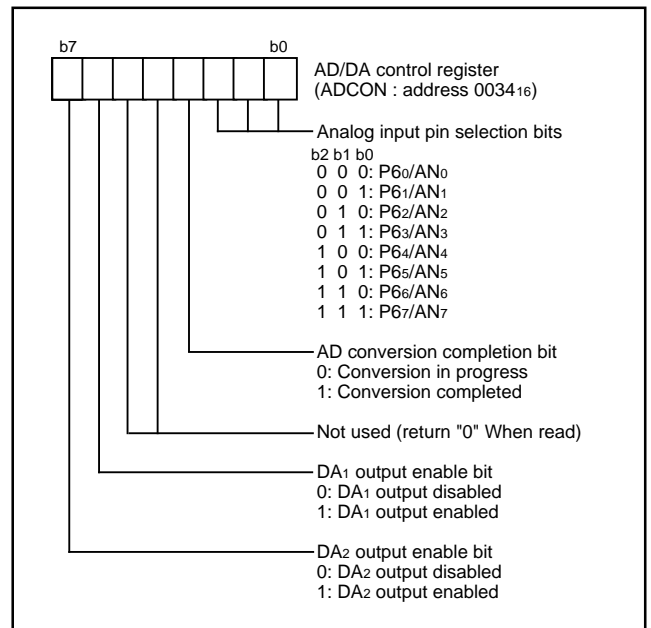 b7 b0
AD/DA control register
(ADCON : address 003416)
Analog input pin selection bits
b2 b1 b0
0 0 0: P60/AN0
0 0 1: P61/AN1
0 1 0: P62/AN2
0 1 1: P63/AN3
1 0 0: P64/AN4
1 0 1: P65/AN5
1 1 0: P66/AN6
1 1 1: P67/AN7
AD conversion completion bit
0: Conversion in progress
1: Conversion completed
Not used (return "0" When read)
DA1 output enable bit
0: DA1 output disabled
1: DA1 output enabled
DA2 output enable bit
0: DA2 output disabled
1: DA2 output enabled